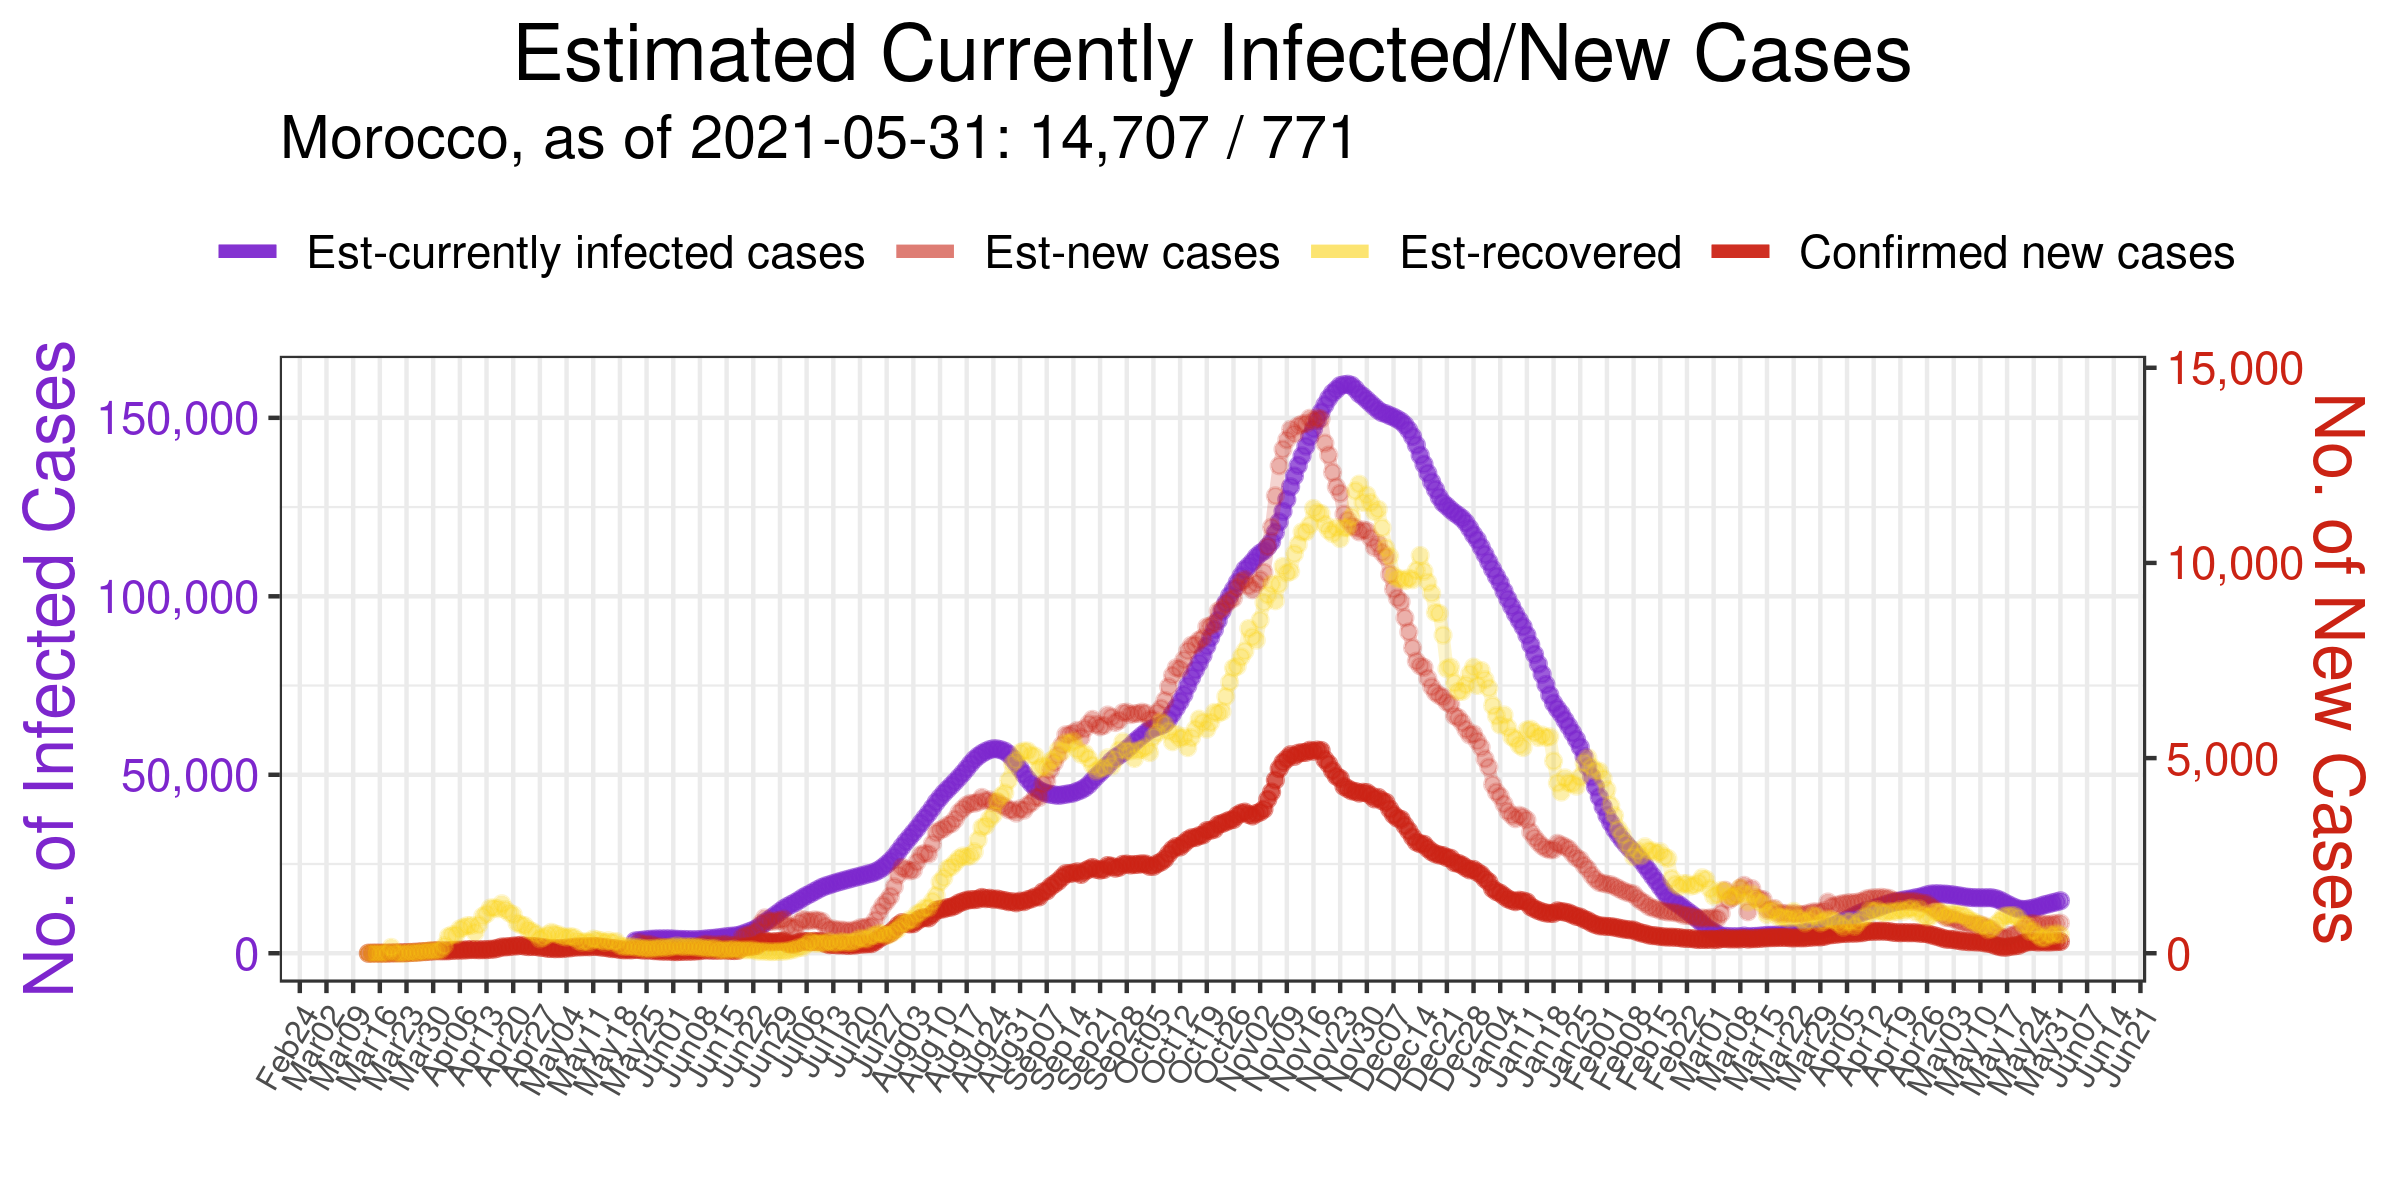 Estimated Currently Infected/New Cases
Morocco, as of 2021-05-31: 14,707 / 771
Est-currently infected cases Est-new cases Est-recovered Confirmed new cases
No. of Infected Cases
150,000
100,000
50,000
0
15,000
10,000
5,000
0
No. of New Cases
Feb24 Mar02 Mar09 Mar16 Mar23 Mar30 Apr06 Apr13 Apr20 Apr27 May04 May11 May18 May25 Jun01 Jun08 Jun15 Jun22 Jun29 Jul06 Jul13 Jul20 Jul27 Aug03 Aug10 Aug17 Aug24 Aug31 Sep07 Sep14 Sep21 Sep28 Oct05 Oct12 Oct19 Oct26 Nov02 Nov09 Nov16 Nov23 Nov30 Dec07 Dec14 Dec21 Dec28 Jan04 Jan11 Jan18 Jan25 Feb01 Feb08 Feb15 Feb22 Mar01 Mar08 Mar15 Mar22 Mar29 Apr05 Apr12 Apr19 Apr26 May03 May10 May17 May24 May31 Jun07 Jun14 Jun21